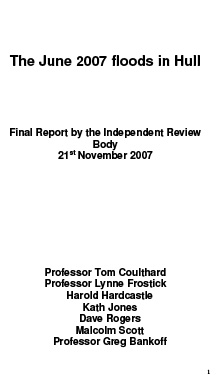 The June 2007 floods in Hull
Final Report by the Independent Review
Body
21st November 2007
Professor Tom Coulthard
Professor Lynne Frostick
Harold Hardcastle
Kath Jones
Dave Rogers
Malcolm Scott
Professor Greg Bankoff
1